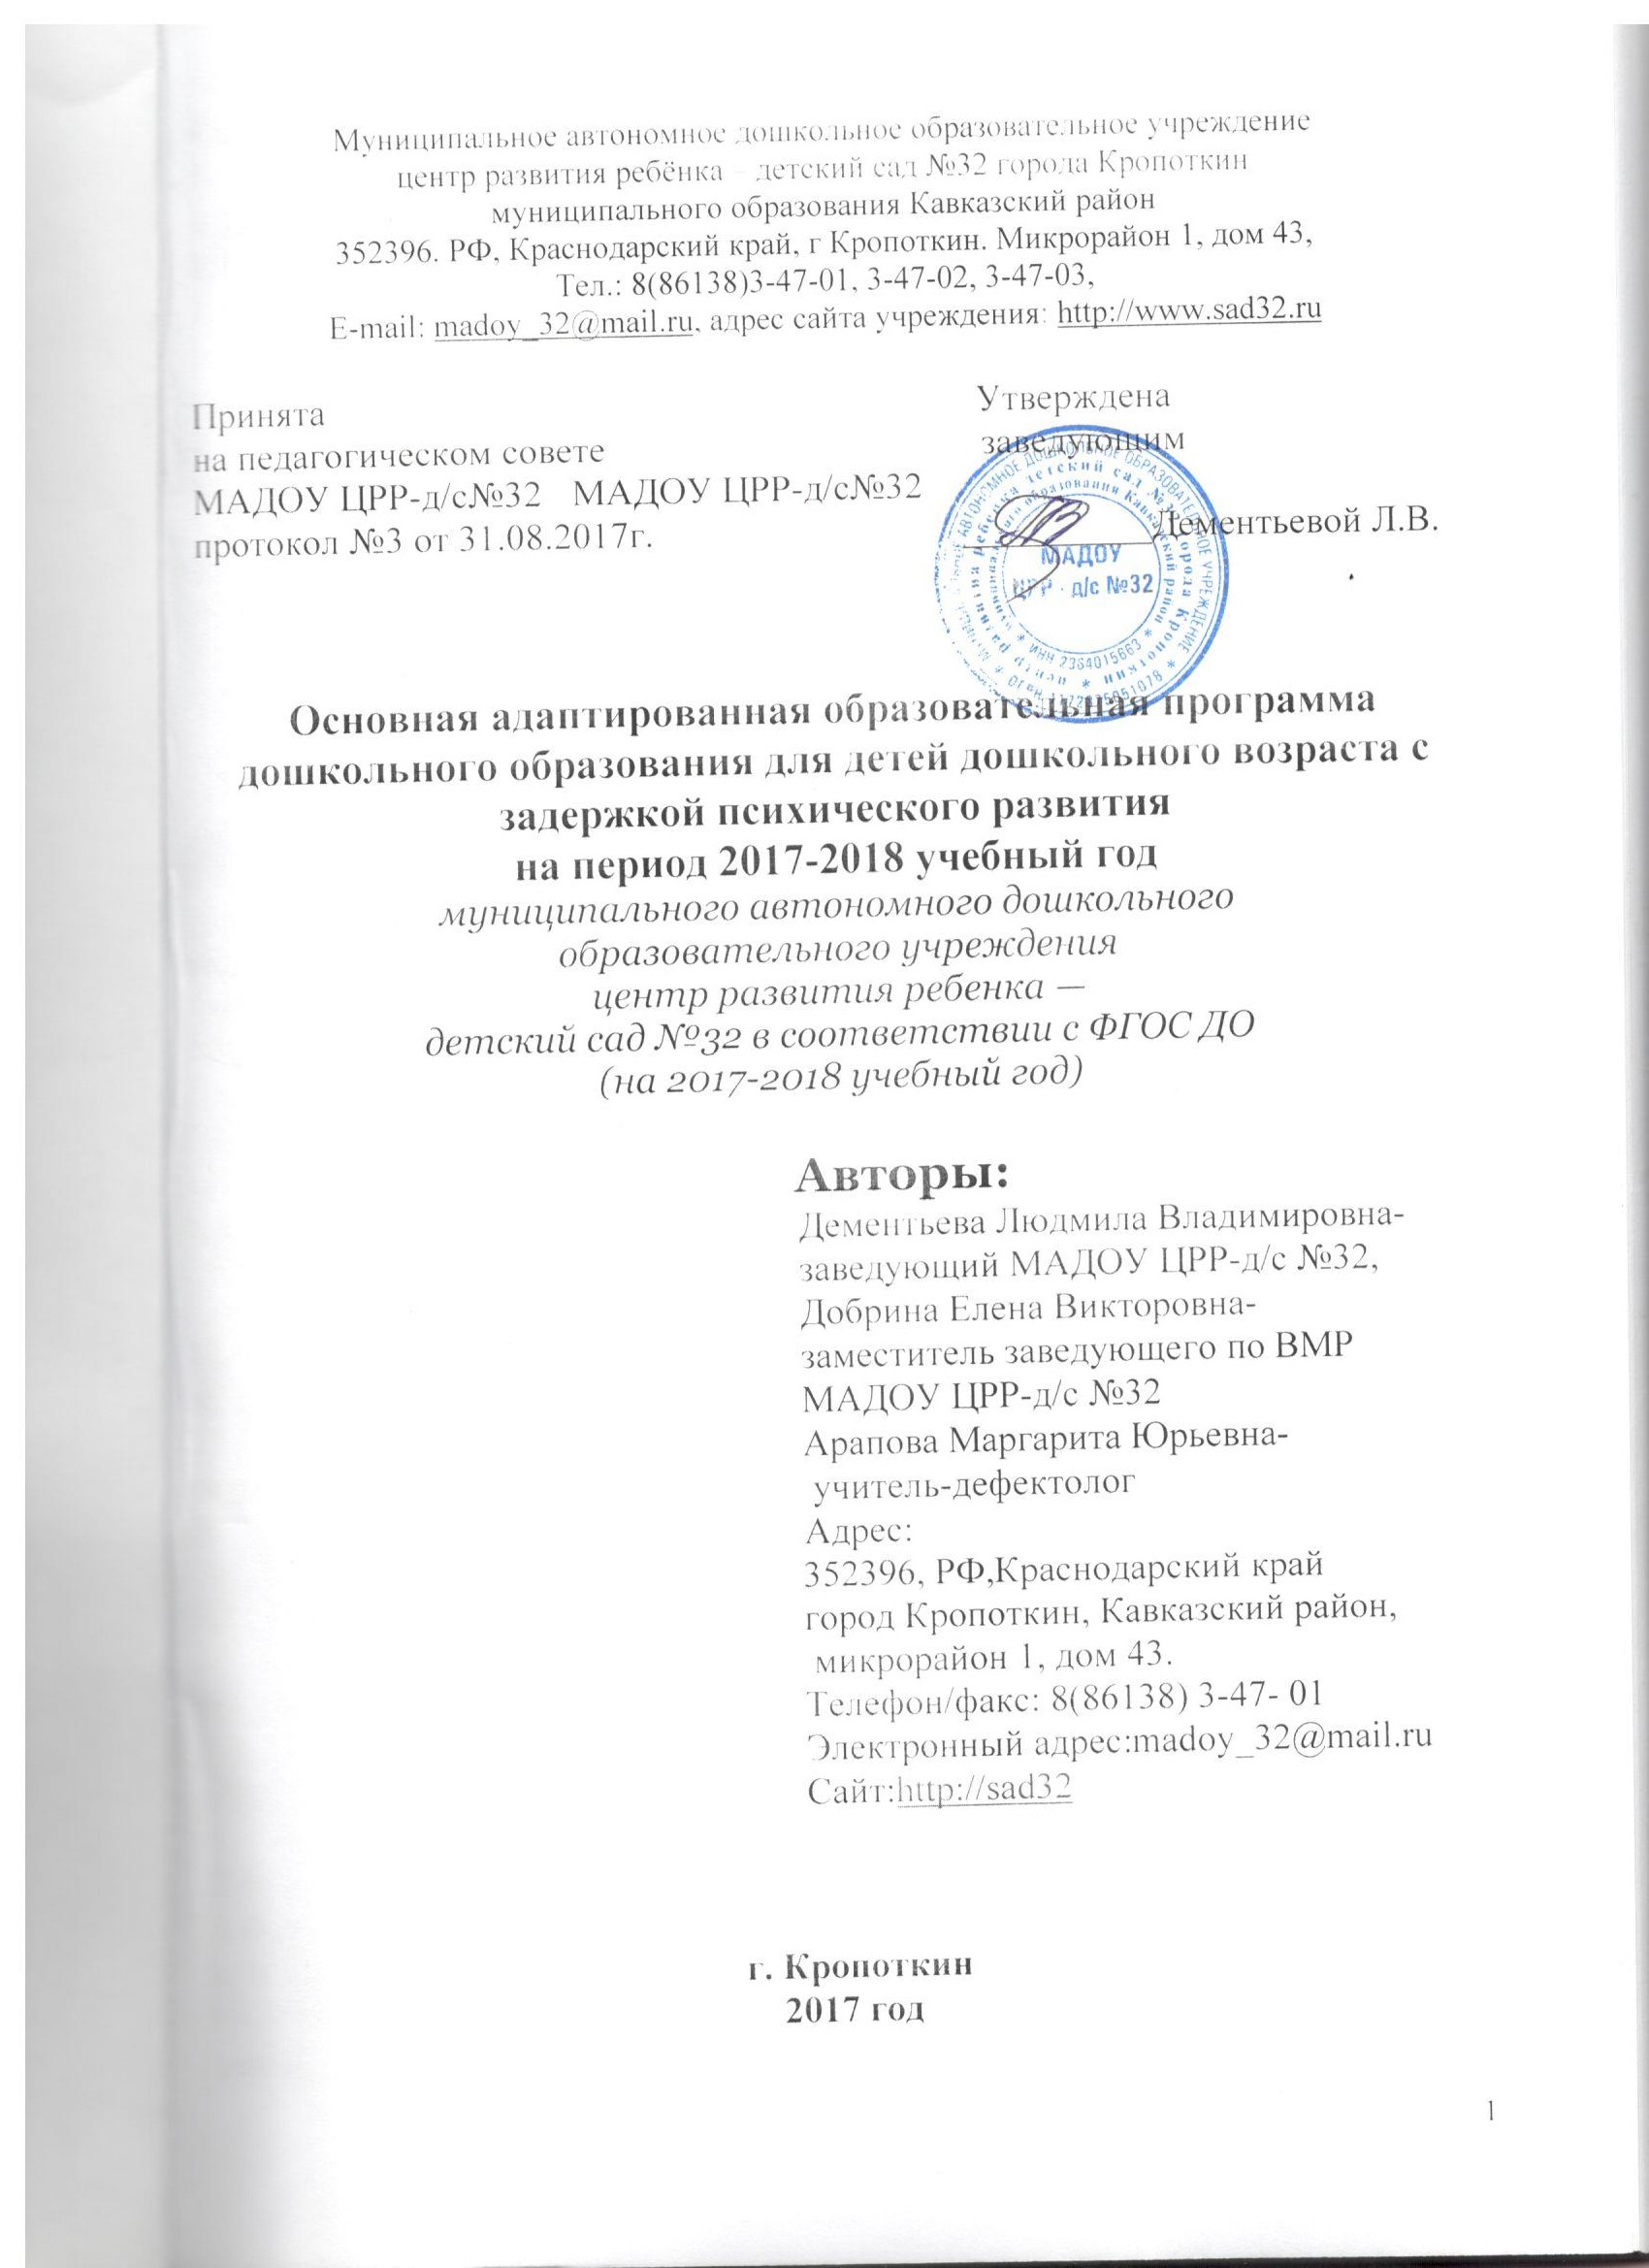 Муниципальное автономное дошкольное образовательное учреждение
центр развития ребёнка – детский сад №32 города Кропоткин
муниципального образования Кавказский район
352396. РФ, Краснодарский край, г Кропоткин. Микрорайон 1, дом 43,
Тел.: 8(86138)3-47-01, 3-47-02, 3-47-03,
E-mail: madoy_32@mail.ru, адрес сайта учреждения: http://www.sad32.ru
Принята
на педагогическом совете
МАДОУ ЦРР-д/с№32 МАДОУ ЦРР-д/с№32
протокол №3 от 31.08.2017г.
Утверждена
заведующим
Дементьевой Л.В.
МАДОУ
ЦРР - д/с №32
ИНН 2364015663
Основная адаптированная образовательная программа
дошкольного образования для детей дошкольного возраста с
задержкой психического развития
на период 2017-2018 учебный год
муниципального автономного дошкольного
образовательного учреждения
центр развития ребенка —
детский сад №32 в соответствии с ФГОС ДО
(на 2017-2018 учебный год)
Авторы:
Дементьева Людмила Владимировна-
заведующий МАДОУ ЦРР-д/с №32,
Добрина Елена Викторовна-
заместитель заведующего по ВМР
МАДОУ ЦРР-д/с №32
Арапова Маргарита Юрьевна-
учитель-дефектолог
Адрес:
352396, РФ,Краснодарский край
город Кропоткин, Кавказский район,
микрорайон 1, дом 43.
Телефон/факс: 8(86138) 3-47- 01
Электронный адрес:madoy_32@mail.ru
Сайт:http://sad32
г. Кропоткин
2017 год
1